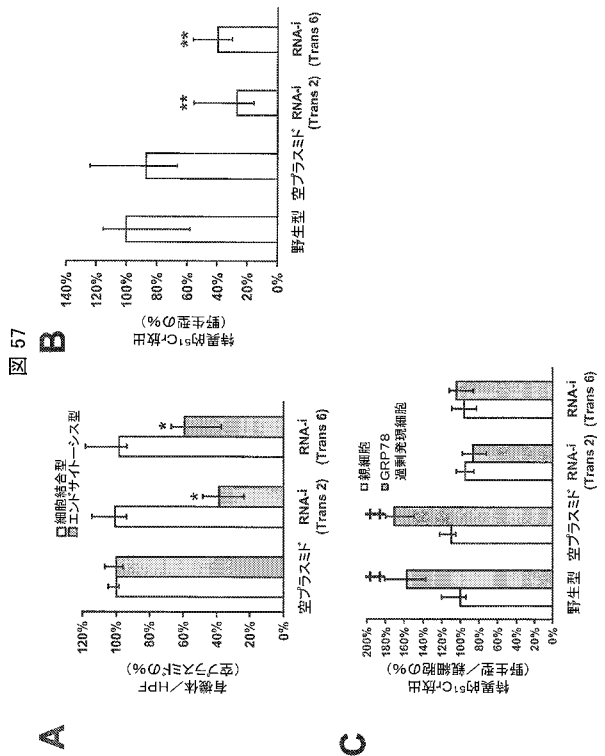 図 57
A
120%
100%
80%
60%
40%
20%
0%
有機体/HPF
(空プラスミドの%)
□細胞結合型
エンドサイトーシス型
*
*
空プラスミド
RNA-i
(Trans 2)
RNA-i
(Trans 6)
B
140%
120%
100%
80%
60%
40%
20%
0%
特異的⁵¹Cr放出
(野生型の%)
**
**
野生型
空プラスミド
RNA-i
(Trans 2)
RNA-i
(Trans 6)
C
200%
180%
160%
140%
120%
100%
80%
60%
40%
20%
0%
特異的⁵¹Cr放出
(野生型/親細胞の%)
□親細胞
GRP78
過剰発現細胞
‡‡
‡‡
野生型
空プラスミド
RNA-i
(Trans 2)
RNA-i
(Trans 6)